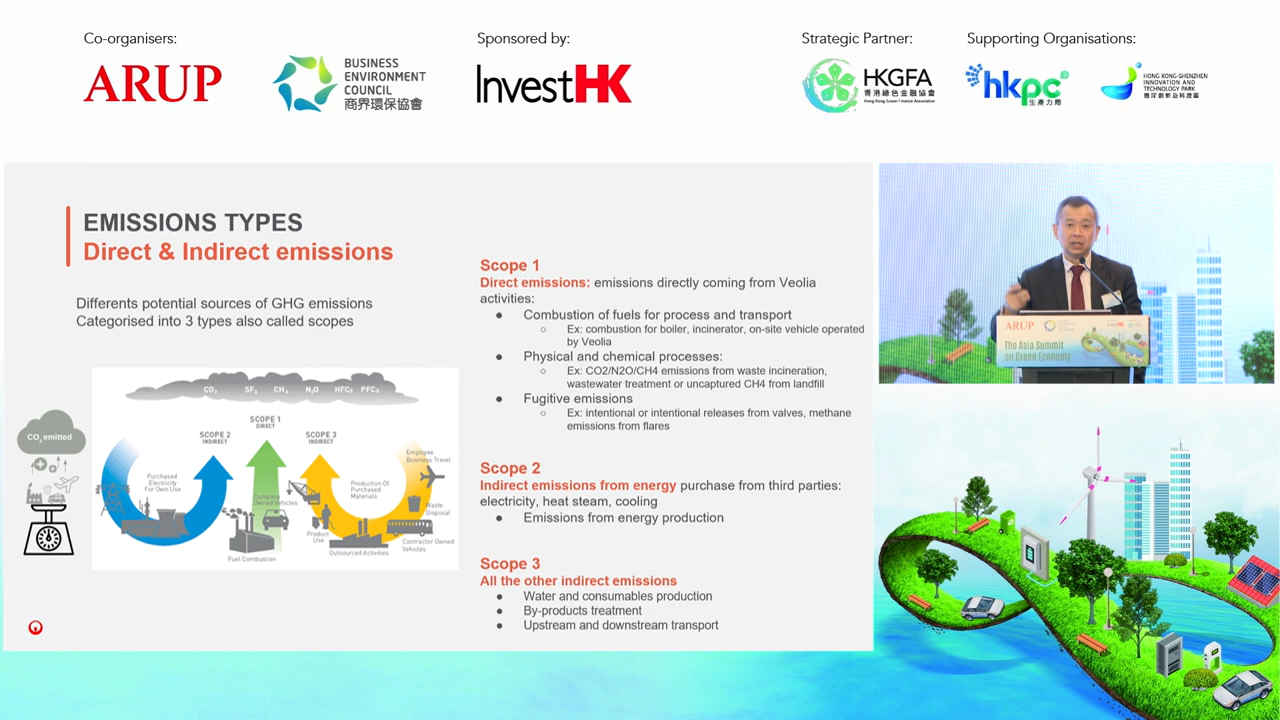 Co-organisers:
Sponsored by:
Strategic Partner:
Supporting Organisations:
ARUP
BUSINESS
ENVIRONMENT
COUNCIL
商界環保協會
InvestHK
HKGFA
香港綠色金融協會
Hong Kong Green Finance Association
hkpc
生產力局
HONG KONG-SHENZHEN
INNOVATION AND
TECHNOLOGY PARK
港深創新及科技園
EMISSIONS TYPES
Direct & Indirect emissions
Differents potential sources of GHG emissions
Categorised into 3 types also called scopes
CO2 SF6 CH4 N2O HFCs PFCs
SCOPE 1
DIRECT
SCOPE 2
INDIRECT
SCOPE 3
INDIRECT
CO2 emitted
Purchased
Electricity
For Own Use
Company
Owned Vehicles
Fuel Combustion
Production Of
Purchased
Materials
Product
Use
Outsourced Activities
Employee
Business Travel
Waste
Disposal
Contractor Owned
Vehicles
Scope 1
Direct emissions: emissions directly coming from Veolia
activities:
● Combustion of fuels for process and transport
○ Ex: combustion for boiler, incinerator, on-site vehicle operated
by Veolia
● Physical and chemical processes:
○ Ex: CO2/N2O/CH4 emissions from waste incineration,
wastewater treatment or uncaptured CH4 from landfill
● Fugitive emissions
○ Ex: intentional or intentional releases from valves, methane
emissions from flares
Scope 2
Indirect emissions from energy purchase from third parties:
electricity, heat steam, cooling
● Emissions from energy production
Scope 3
All the other indirect emissions
● Water and consumables production
● By-products treatment
● Upstream and downstream transport
ARUP
The Asia Summit
on Green Economy